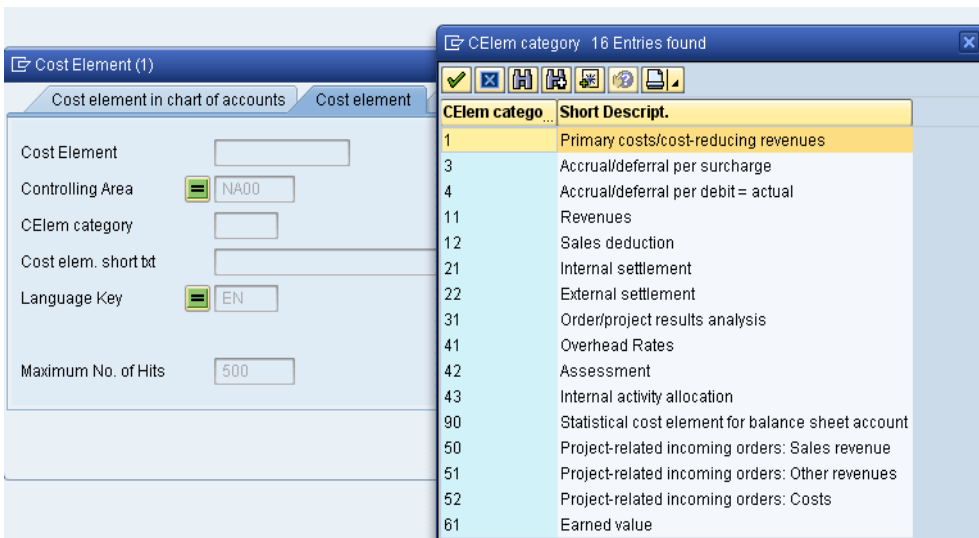 Cost Element (1)
Cost element in chart of accounts
Cost element
Cost Element
Controlling Area NA00
CElem category
Cost elem. short txt
Language Key EN
Maximum No. of Hits 500
CElem category 16 Entries found
CElem catego... Short Descript.
1 Primary costs/cost-reducing revenues
3 Accrual/deferral per surcharge
4 Accrual/deferral per debit = actual
11 Revenues
12 Sales deduction
21 Internal settlement
22 External settlement
31 Order/project results analysis
41 Overhead Rates
42 Assessment
43 Internal activity allocation
90 Statistical cost element for balance sheet account
50 Project-related incoming orders: Sales revenue
51 Project-related incoming orders: Other revenues
52 Project-related incoming orders: Costs
61 Earned value